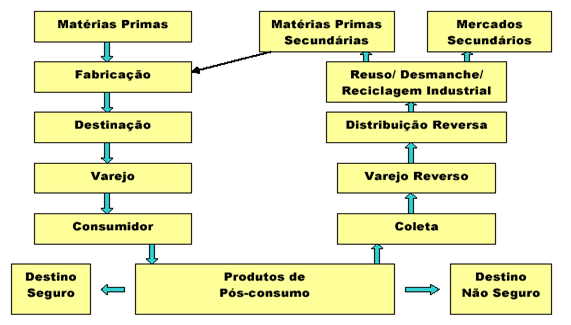 Matérias Primas
Fabricação
Destinação
Varejo
Consumidor
Destino
Seguro
Produtos de
Pós-consumo
Destino
Não Seguro
Coleta
Varejo Reverso
Distribuição Reversa
Reuso/ Desmanche/
Reciclagem Industrial
Matérias Primas
Secundárias
Mercados
Secundários